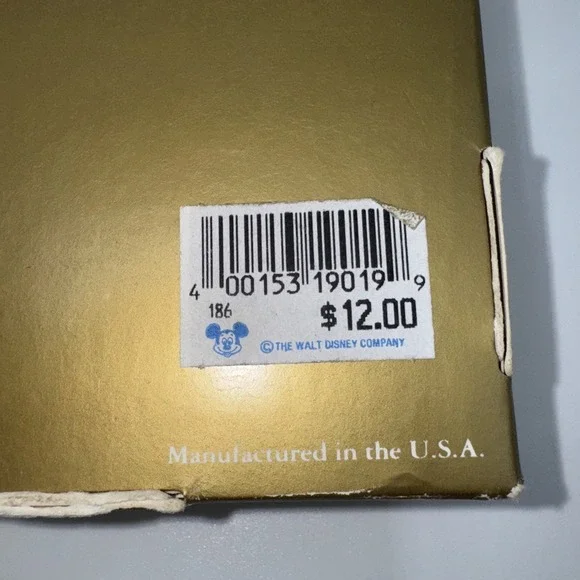 4 00153 19019 9
186 $12.00
© THE WALT DISNEY COMPANY
Manufactured in the U.S.A.